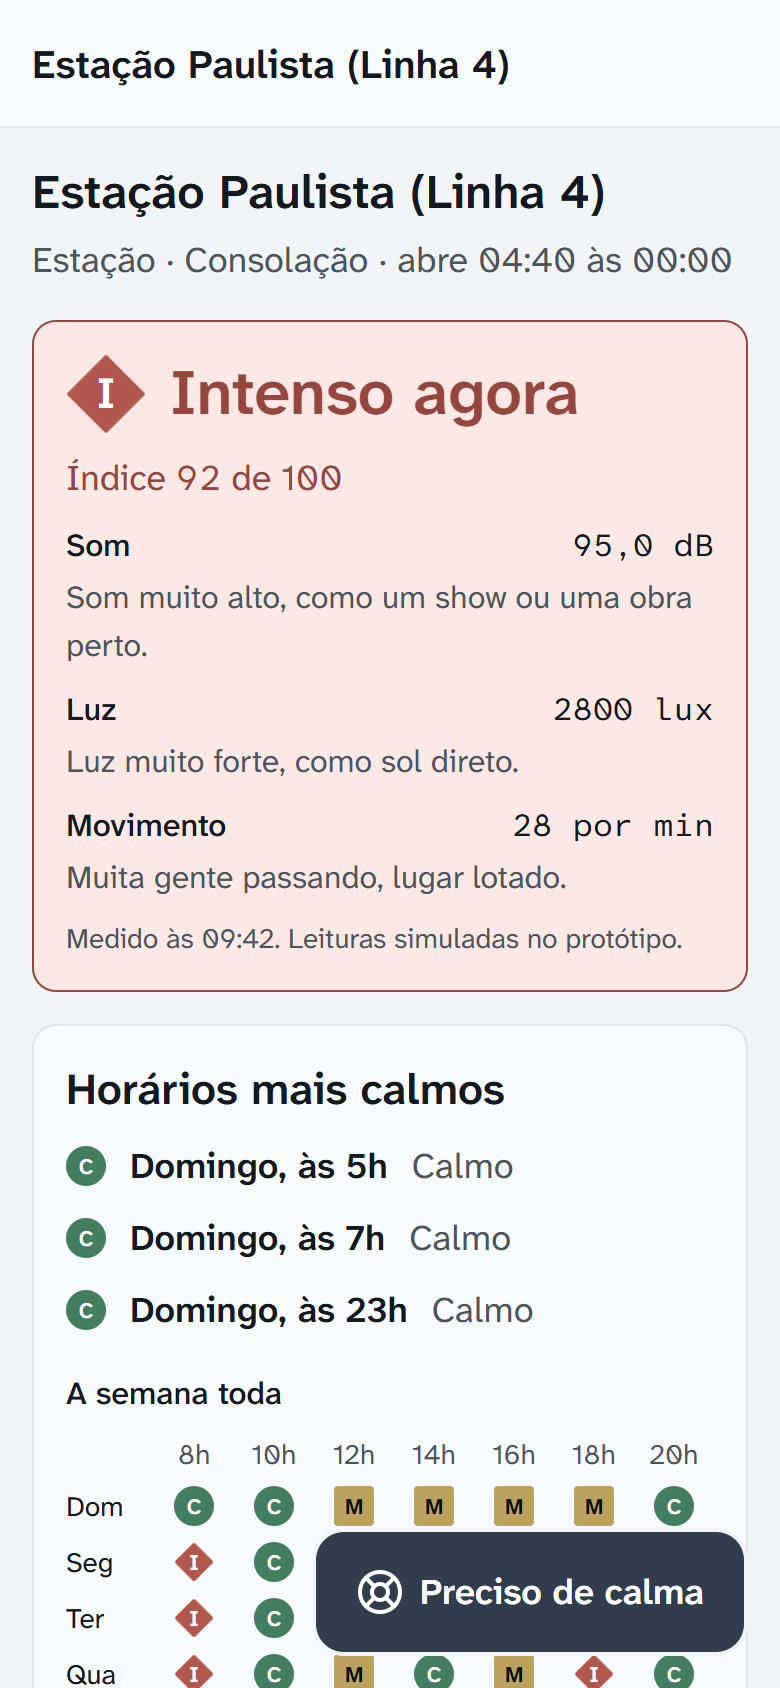 Estação Paulista (Linha 4)
Estação Paulista (Linha 4)
Estação · Consolação · abre 04:40 às 00:00
I Intenso agora
Índice 92 de 100
Som 95,0 dB
Som muito alto, como um show ou uma obra
perto.
Luz 2800 lux
Luz muito forte, como sol direto.
Movimento 28 por min
Muita gente passando, lugar lotado.
Medido às 09:42. Leituras simuladas no protótipo.
Horários mais calmos
C Domingo, às 5h Calmo
C Domingo, às 7h Calmo
C Domingo, às 23h Calmo
A semana toda
8h 10h 12h 14h 16h 18h 20h
Dom C C M M M M C
Seg I C
Preciso de calma
Ter I C
Qua I C M C M I C